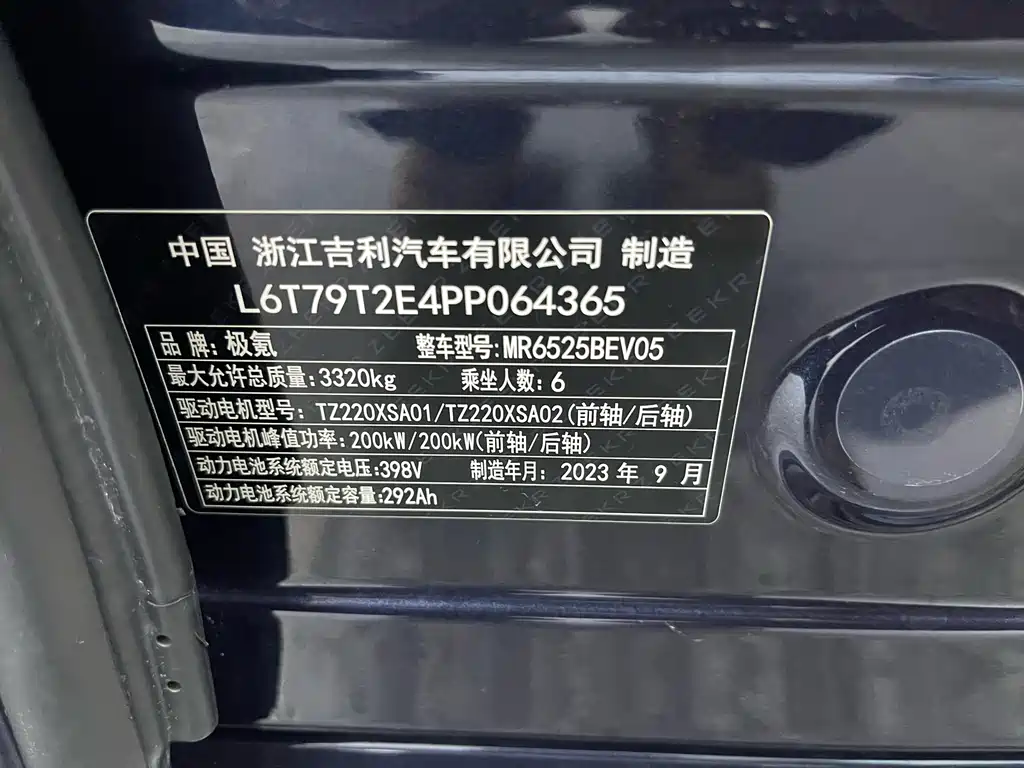 中国 浙江吉利汽车有限公司 制造
L6T79T2E4PP064365
品 牌: 极氪 整车型号:MR6525BEV05
最大允许总质量:3320kg 乘坐人数: 6
驱动电机型号: TZ220XSA01/TZ220XSA02(前轴/后轴)
驱动电机峰值功率:200kW/200kW(前轴/后轴)
动力电池系统额定电压:398V 制造年月: 2023 年 9 月
动力电池系统额定容量:292Ah
ZEEKR